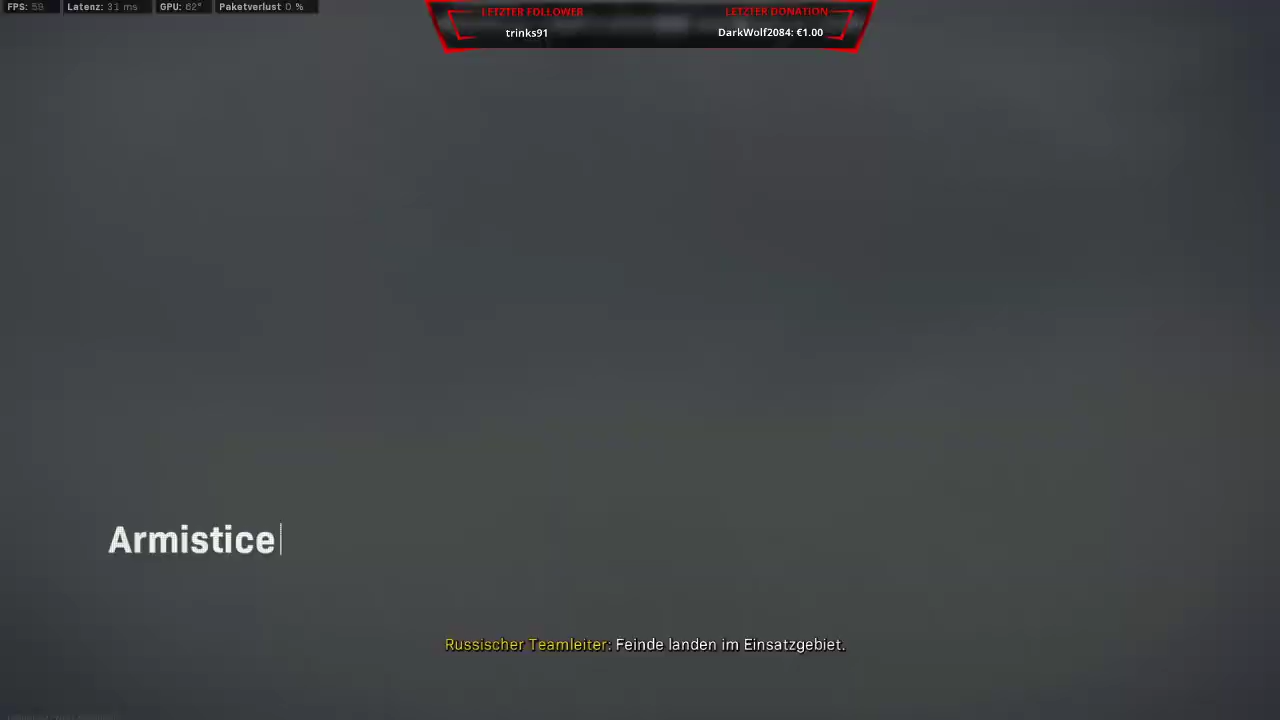 FPS: 59 Latenz: 31 ms GPU: 62° Paketverlust 0 %
LETZTER FOLLOWER LETZTER DONATION
trinks91 DarkWolf2084: €1.00
Armistice
Russischer Teamleiter: Feinde landen im Einsatzgebiet.